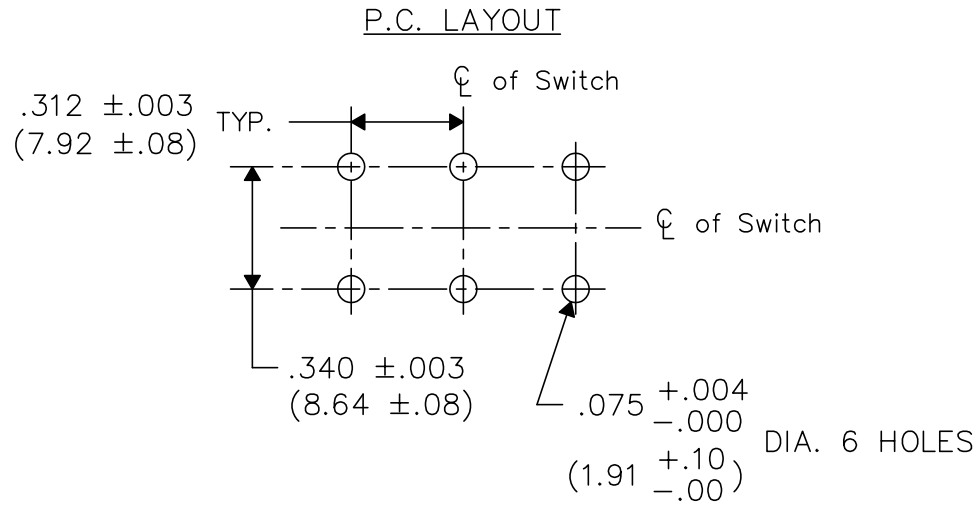 P.C. LAYOUT
℄ of Switch
.312 ±.003
(7.92 ±.08)
TYP.
℄ of Switch
.340 ±.003
(8.64 ±.08)
.075 +.004
-.000
(1.91 +.10
-.00)
DIA. 6 HOLES